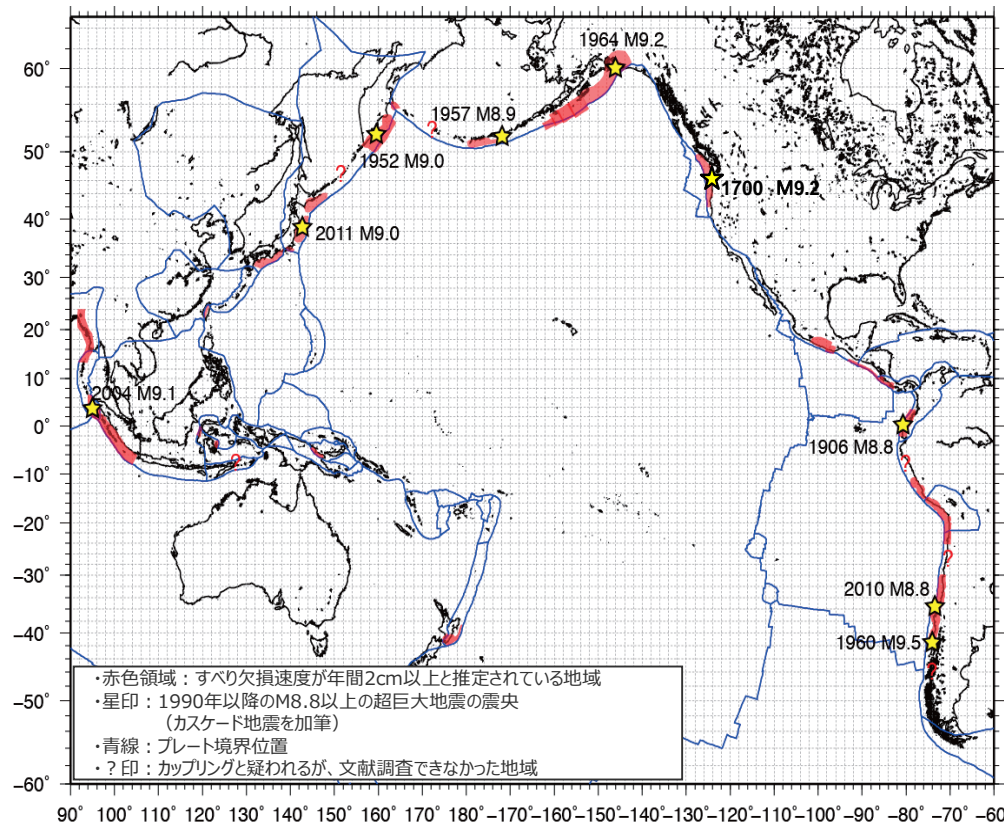 1964 M9.2
60°
1957 M8.9
?
50°
1952 M9.0
?
1700 M9.2
40°
2011 M9.0
30°
20°
10°
2004 M9.1
0°
1906 M8.8
?
?
−10°
−20°
?
−30°
2010 M8.8
−40°
1960 M9.5
?
・赤色領域：すべり欠損速度が年間2cm以上と推定されている地域
・星印：1990年以降のM8.8以上の超巨大地震の震央
（カスケード地震を加筆）
・青線：プレート境界位置
・？印：カップリングと疑われるが、文献調査できなかった地域
−50°
−60°
90 100 110 120 130 140 150 160 170 180 −170 −160 −150 −140 −130 −120 −110 −100 −90 −80 −70 −60